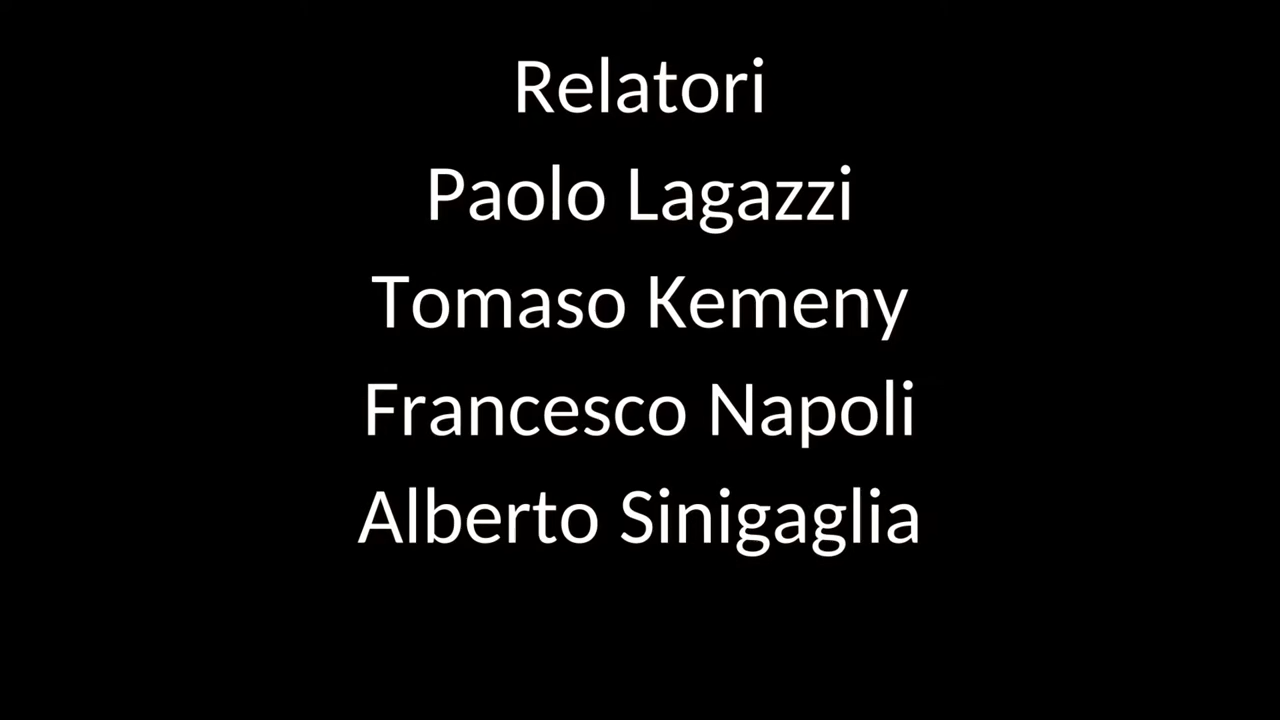 Relatori
Paolo Lagazzi
Tomaso Kemeny
Francesco Napoli
Alberto Sinigaglia